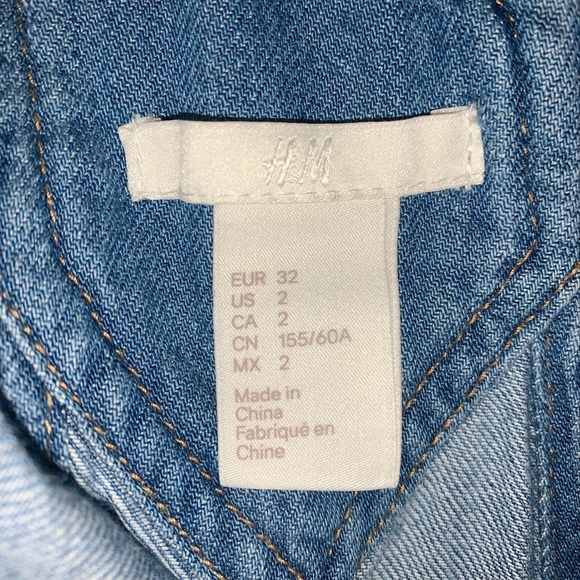 H&M
EUR 32
US 2
CA 2
CN 155/60A
MX 2
Made in
China
Fabriqué en
Chine